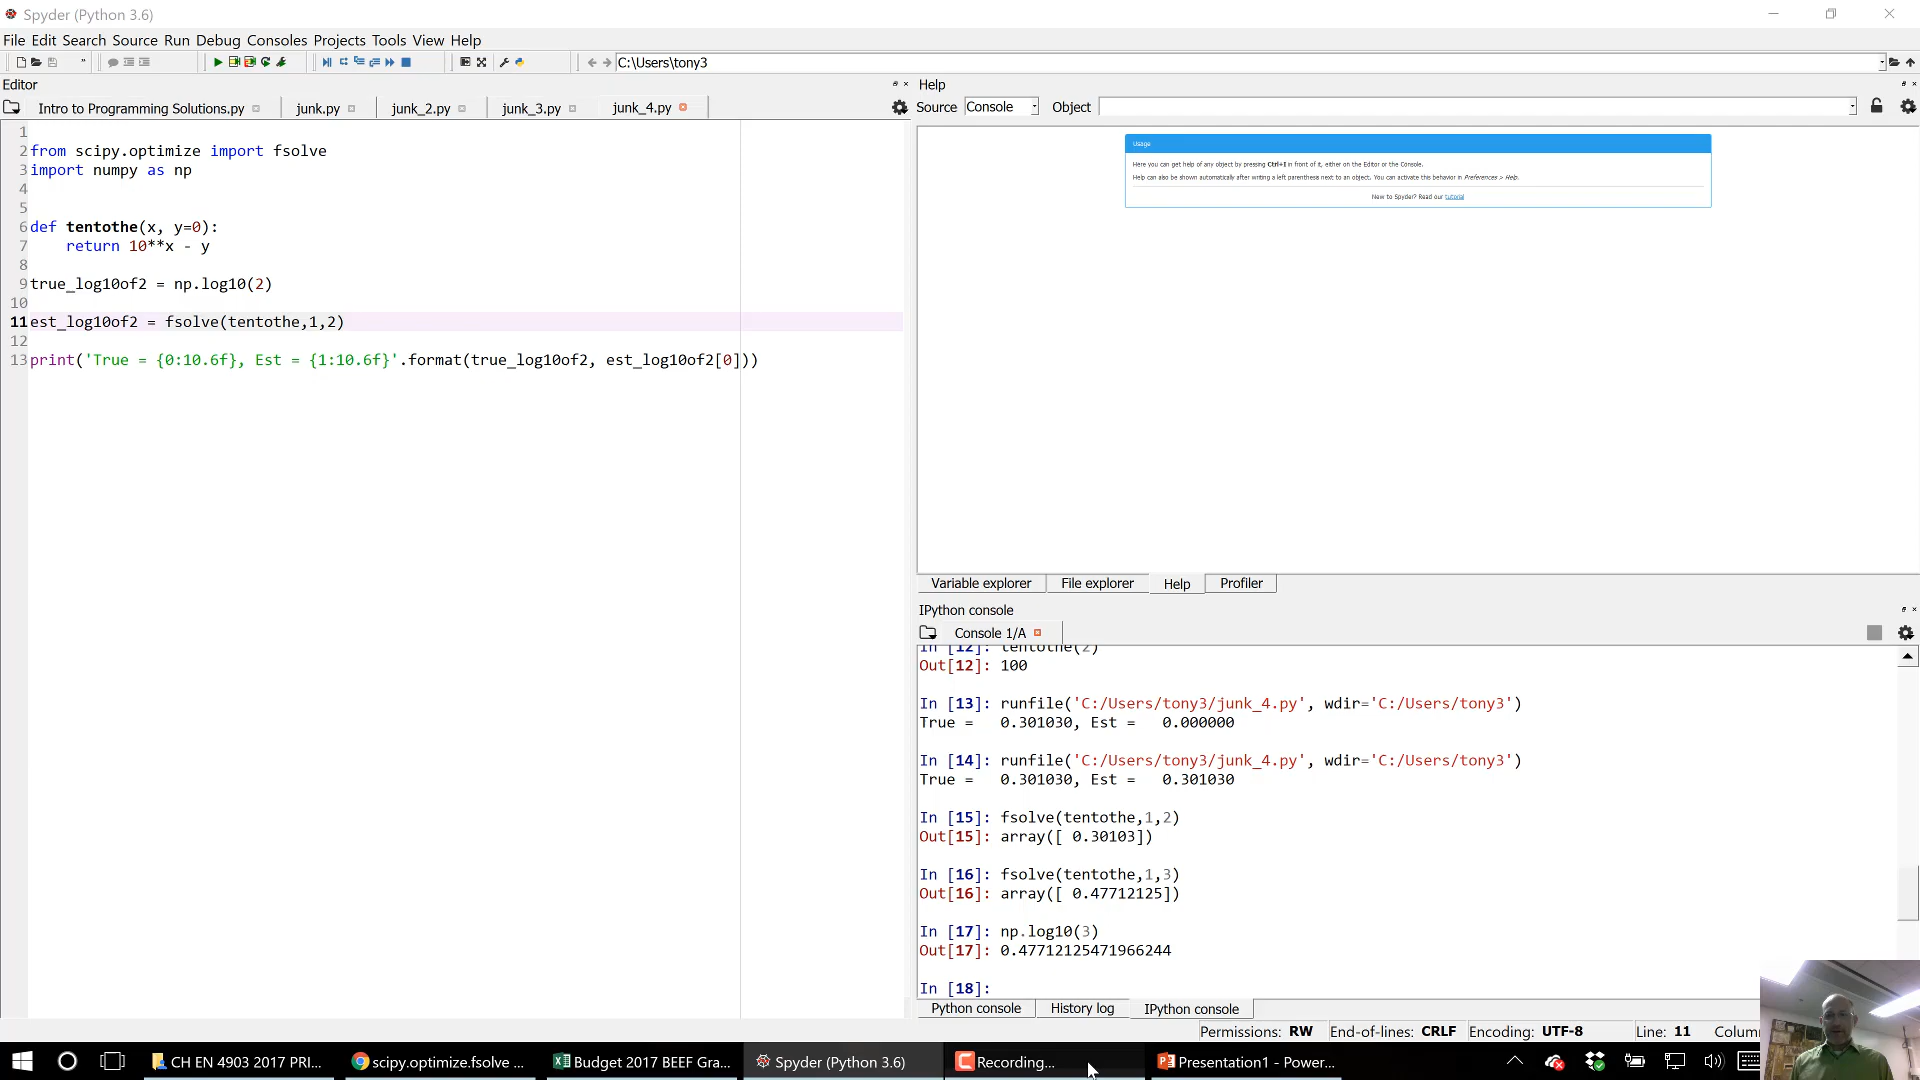 Spyder (Python 3.6)
File Edit Search Source Run Debug Consoles Projects Tools View Help
C:\Users\tony3
Editor
Help
Intro to Programming Solutions.py
junk.py
junk_2.py
junk_3.py
junk_4.py
Source Console Object
1
2 from scipy.optimize import fsolve
3 import numpy as np
4
5
6 def tentothe(x, y=0):
7 return 10**x - y
8
9 true_log10of2 = np.log10(2)
10
11 est_log10of2 = fsolve(tentothe,1,2)
12
13 print('True = {0:10.6f}, Est = {1:10.6f}'.format(true_log10of2, est_log10of2[0]))
Usage
Here you can get help of any object by pressing Ctrl+I in front of it, either on the Editor or the Console.
Help can also be shown automatically after writing a left parenthesis next to an object. You can activate this behavior in Preferences > Help.
New to Spyder? Read our tutorial
Variable explorer File explorer Help Profiler
IPython console
Console 1/A
In [12]: tentothe(2)
Out[12]: 100
In [13]: runfile('C:/Users/tony3/junk_4.py', wdir='C:/Users/tony3')
True =   0.301030, Est =   0.000000
In [14]: runfile('C:/Users/tony3/junk_4.py', wdir='C:/Users/tony3')
True =   0.301030, Est =   0.301030
In [15]: fsolve(tentothe,1,2)
Out[15]: array([ 0.30103])
In [16]: fsolve(tentothe,1,3)
Out[16]: array([ 0.47712125])
In [17]: np.log10(3)
Out[17]: 0.47712125471966244
In [18]:
Python console History log IPython console
Permissions: RW End-of-lines: CRLF Encoding: UTF-8 Line: 11 Colum
CH EN 4903 2017 PRI...
scipy.optimize.fsolve ...
Budget 2017 BEEF Gra...
Spyder (Python 3.6)
Recording...
Presentation1 - Power...